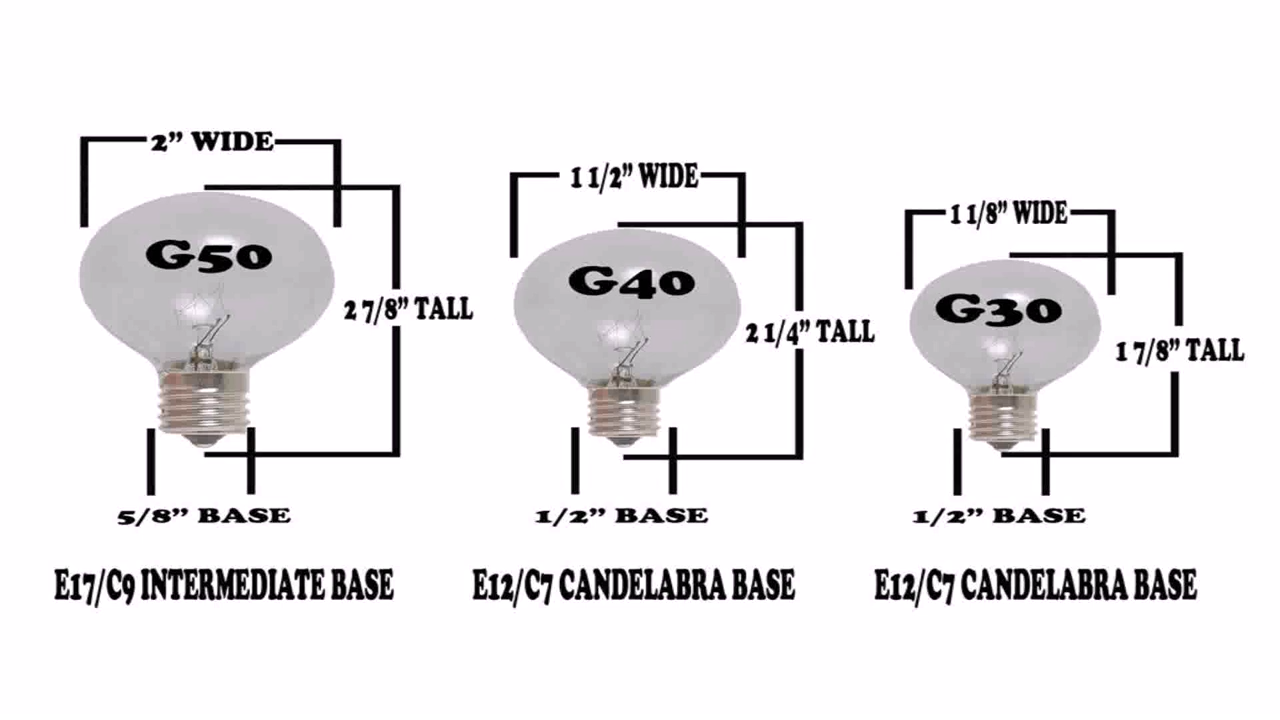 2” WIDE
G50
2 7/8” TALL
5/8” BASE
E17/C9 INTERMEDIATE BASE
1 1/2” WIDE
G40
2 1/4” TALL
1/2” BASE
E12/C7 CANDELABRA BASE
1 1/8” WIDE
G30
1 7/8” TALL
1/2” BASE
E12/C7 CANDELABRA BASE